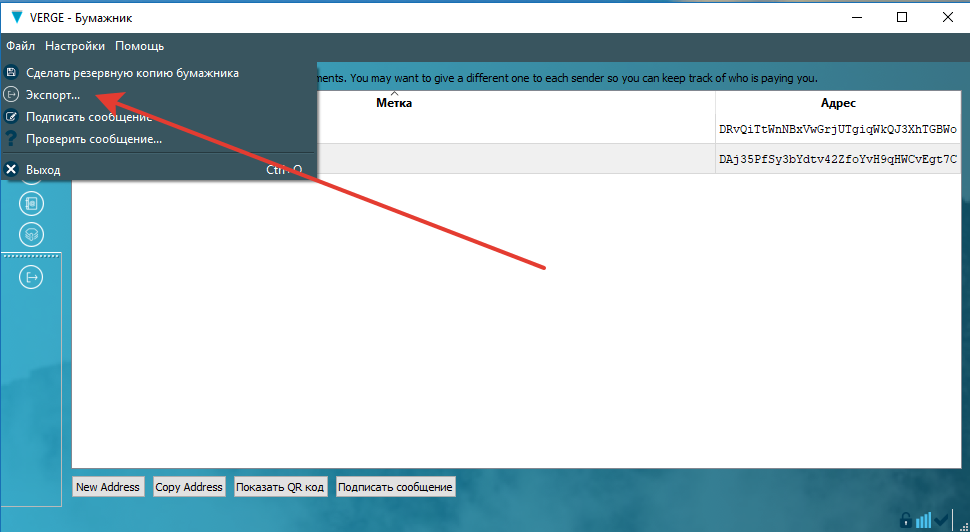 VERGE - Бумажник
Файл Настройки Помощь
Сделать резервную копию бумажника
Экспорт...
Подписать сообщение
Проверить сообщение...
Выход Ctrl+Q
ments. You may want to give a different one to each sender so you can keep track of who is paying you.
Метка Адрес
DRvQiTtWnNBxVwGrjUTgiqWkQJ3XhTGBWo
DAj35PfSy3bYdtv42ZfoYvH9qHWCvEgt7C
New Address Copy Address Показать QR код Подписать сообщение